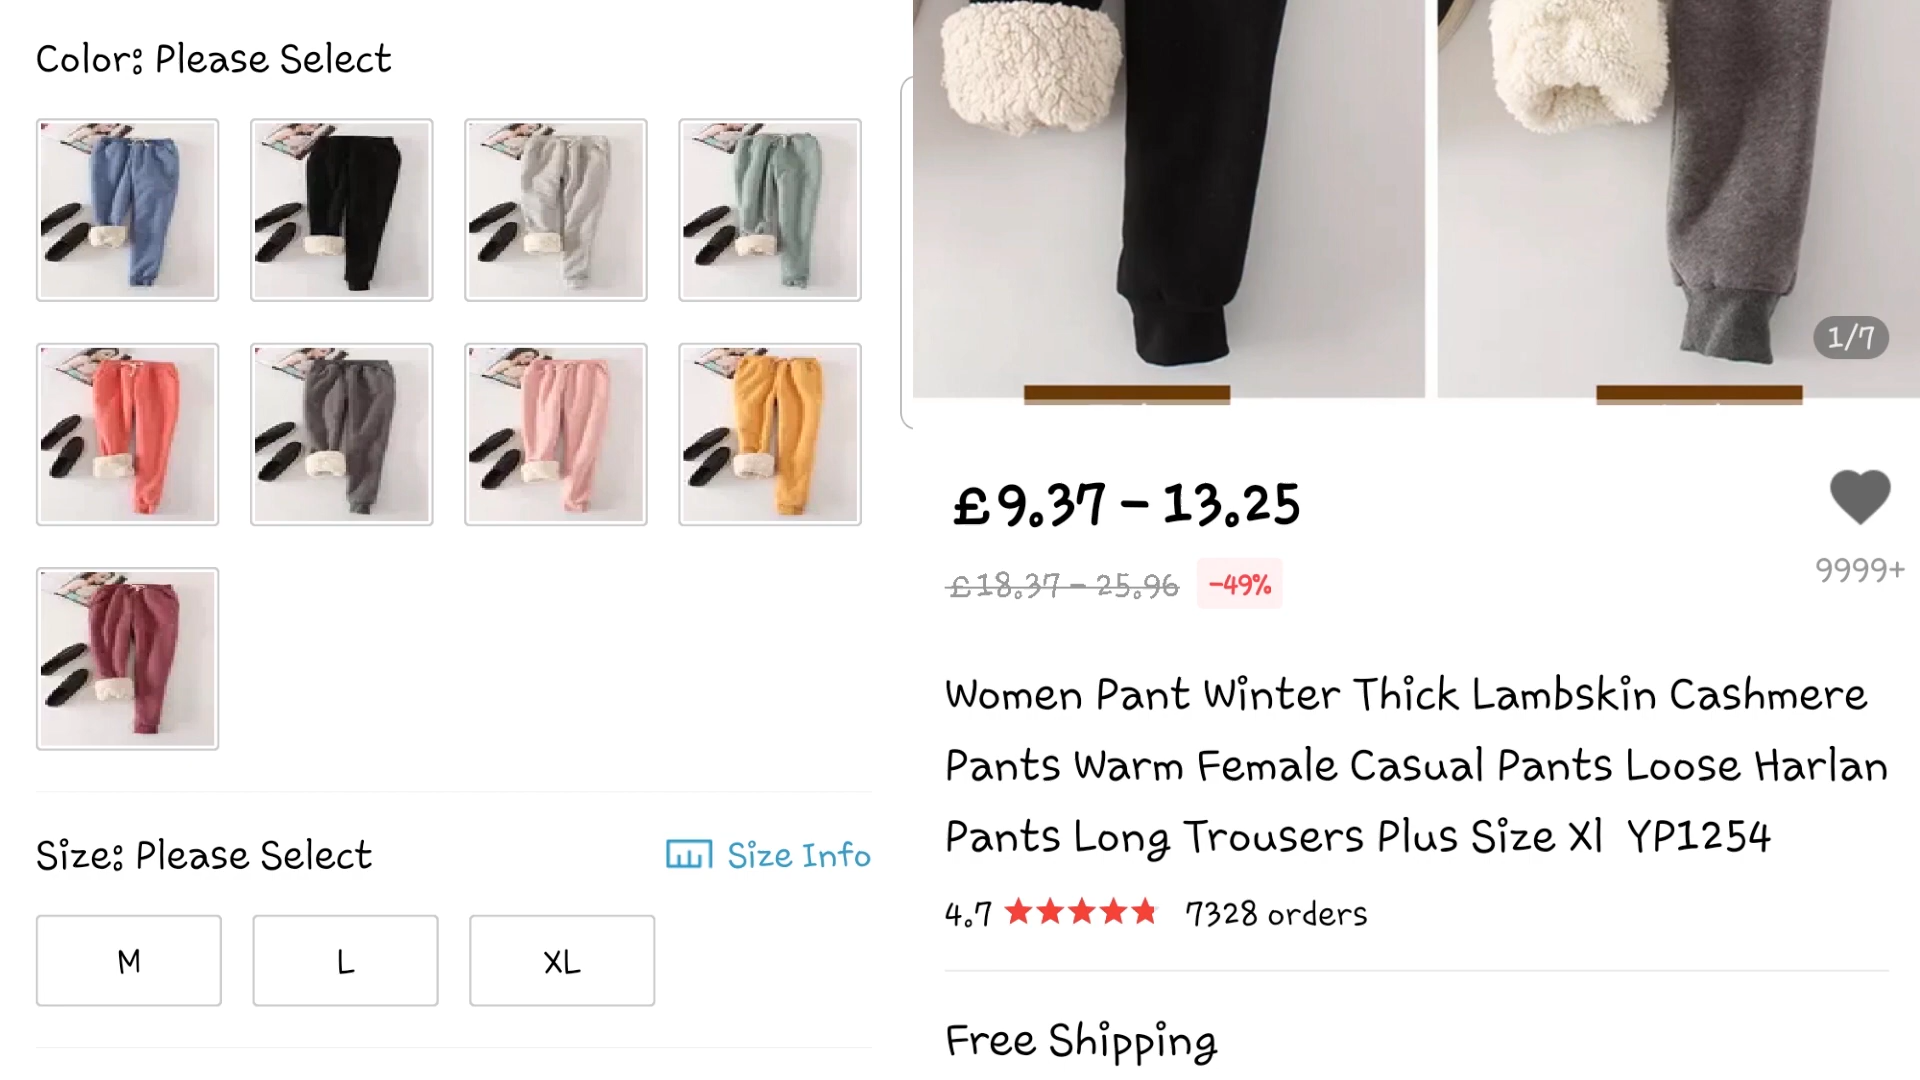 Color: Please Select
Size: Please Select
Size Info
M
L
XL
1/7
£9.37 - 13.25
£18.37 - 25.96
-49%
9999+
Women Pant Winter Thick Lambskin Cashmere
Pants Warm Female Casual Pants Loose Harlan
Pants Long Trousers Plus Size Xl YP1254
4.7
7328 orders
Free Shipping